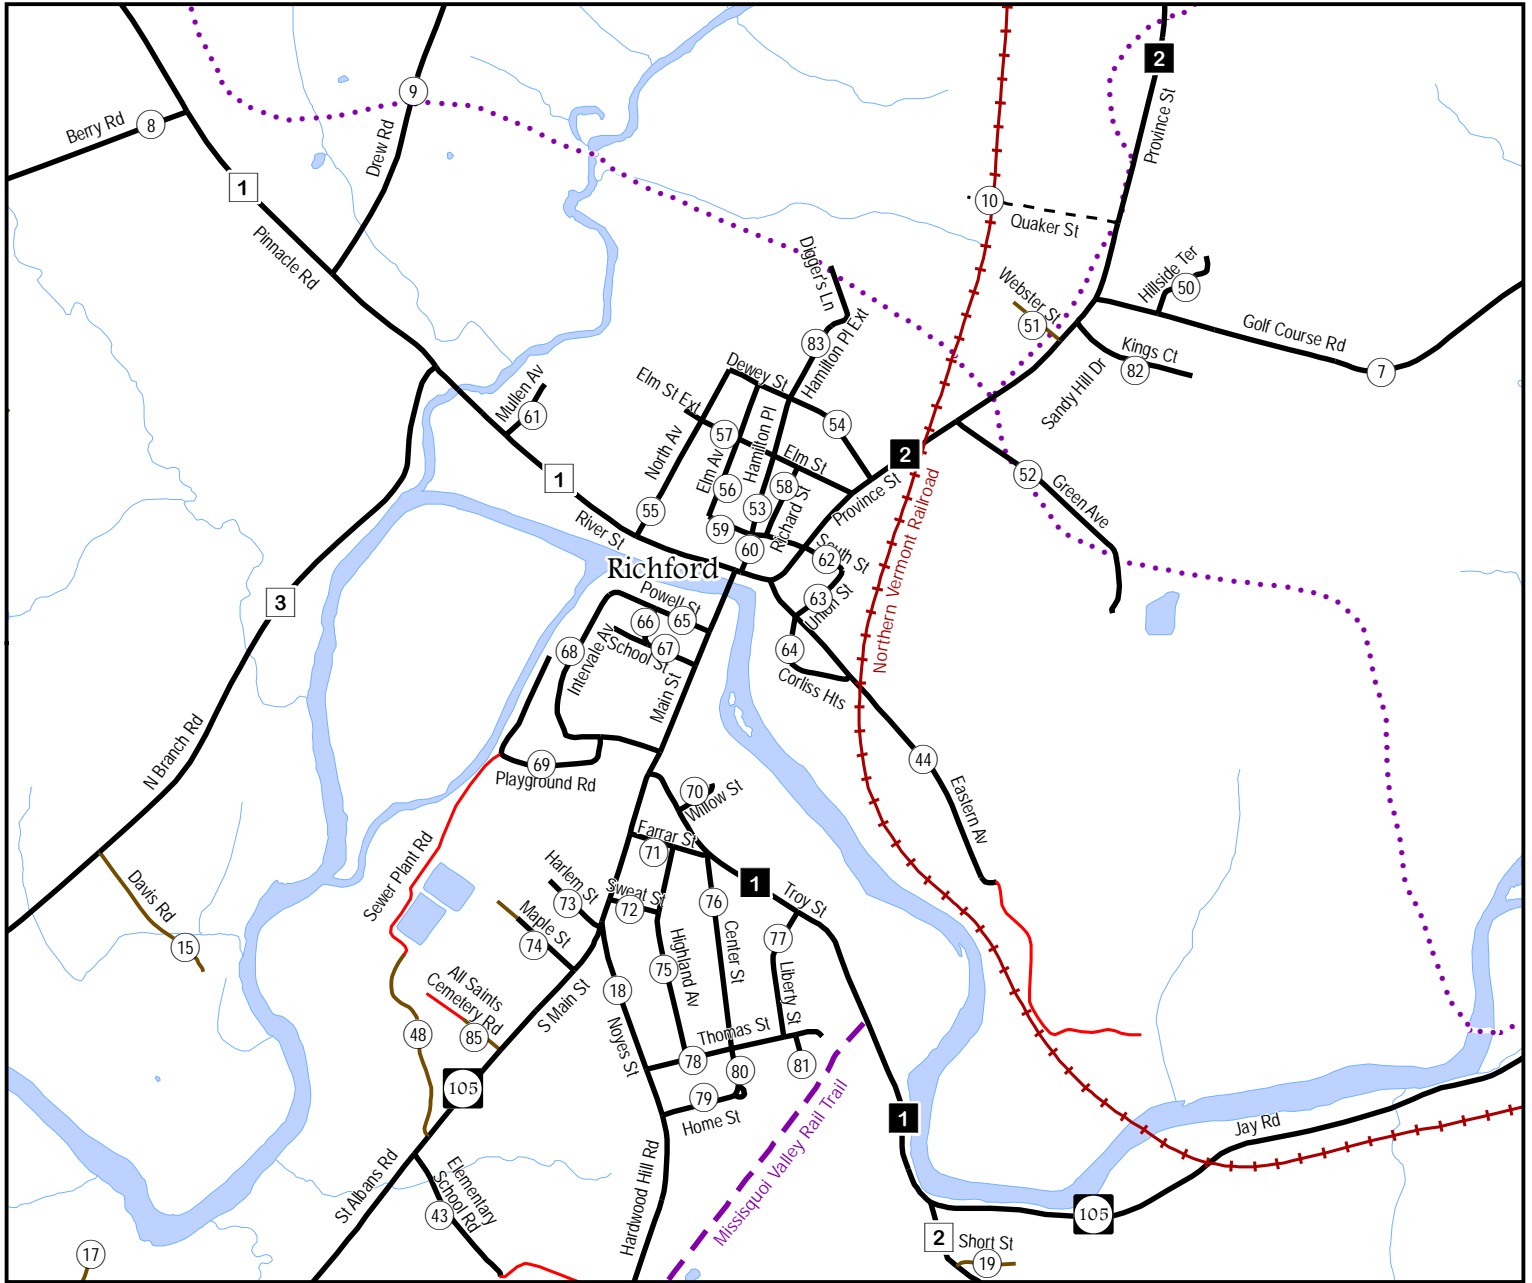 2
9
Province St
Berry Rd
8
Drew Rd
1
10
Quaker St
Pinnacle Rd
Digger's Ln
Hillside Ter
50
Webster St
51
Golf Course Rd
83
Hamilton Pl Ext
Kings Ct
82
7
Sandy Hill Dr
Dewey St
Elm St Ext
Mullen Av
61
54
57
Hamilton Pl
North Av
Elm Av
Elm St
2
1
56
58
52
Green Ave
53
Richard St
Province St
55
59
River St
60
South St
62
Richford
Northern Vermont Railroad
3
Powell St
65
66
63
Union St
68
Intervale Av
School St
67
64
Corliss Hts
Main St
N Branch Rd
69
Playground Rd
44
Eastern Av
70
Willow St
Farrar St
71
Sewer Plant Rd
Harlem St
73
Sweat St
72
1
Troy St
76
Davis Rd
15
Maple St
74
77
Highland Av
75
Center St
Liberty St
All Saints
Cemetery Rd
85
S Main St
18
48
Noyes St
Thomas St
78
80
81
105
79
Home St
Missisquoi Valley Rail Trail
1
Jay Rd
St Albans Rd
Elementary
School Rd
43
Hardwood Hill Rd
105
2
Short St
19
17